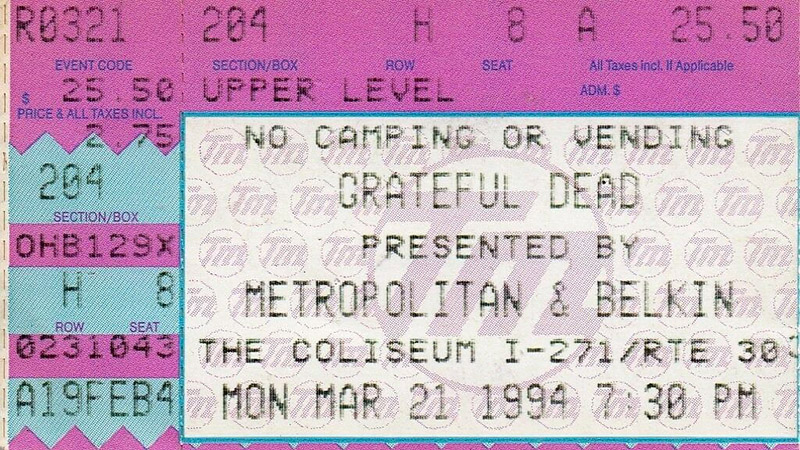 R0321 204 H 8 A 25.50
EVENT CODE SECTION/BOX ROW SEAT All Taxes incl. If Applicable
$ 25.50 UPPER LEVEL ADM. $
PRICE & ALL TAXES INCL.
2.75 NO CAMPING OR VENDING
204 GRATEFUL DEAD
SECTION/BOX
OHB129X PRESENTED BY
H 8 METROPOLITAN & BELKIN
ROW SEAT
0231043 THE COLISEUM I-271/RTE 303
A19FEB4 MON MAR 21 1994 7:30 PM